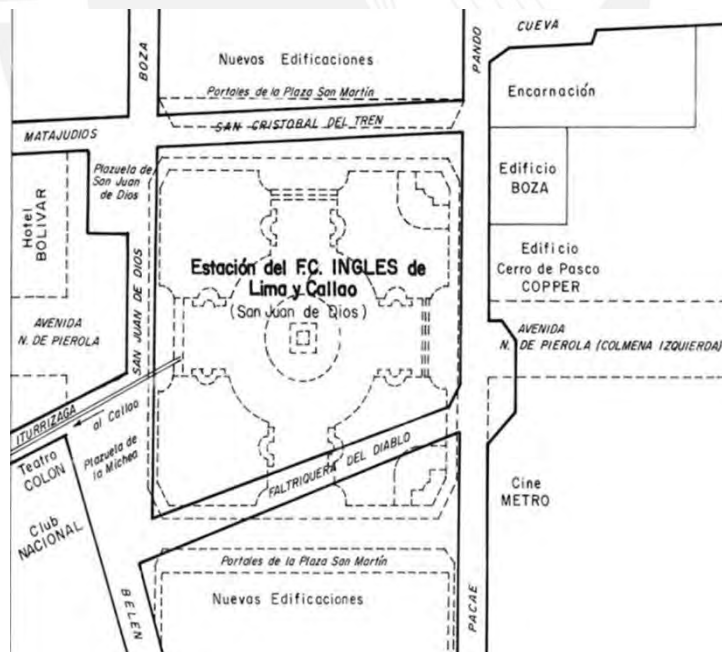 CUEVA
BOZA
PANDO
Nuevas Edificaciones
Portales de la Plaza San Martín
Encarnación
SAN CRISTOBAL DEL TREN
MATAJUDIOS
Plazuela de
San Juan
de Dios
Edificio
BOZA
Hotel
BOLIVAR
SAN JUAN DE DIOS
Estación del F.C. INGLES de
Lima y Callao
(San Juan de Dios)
Edificio
Cerro de Pasco
COPPER
AVENIDA
N. DE PIEROLA
AVENIDA
N. DE PIEROLA (COLMENA IZQUIERDA)
ITURRIZAGA
al Callao
Plazuela de
la Michea
Teatro
COLON
FALTRIQUERA DEL DIABLO
Club
NACIONAL
Cine
METRO
Portales de la Plaza San Martín
Nuevas Edificaciones
BELEN
PACAE